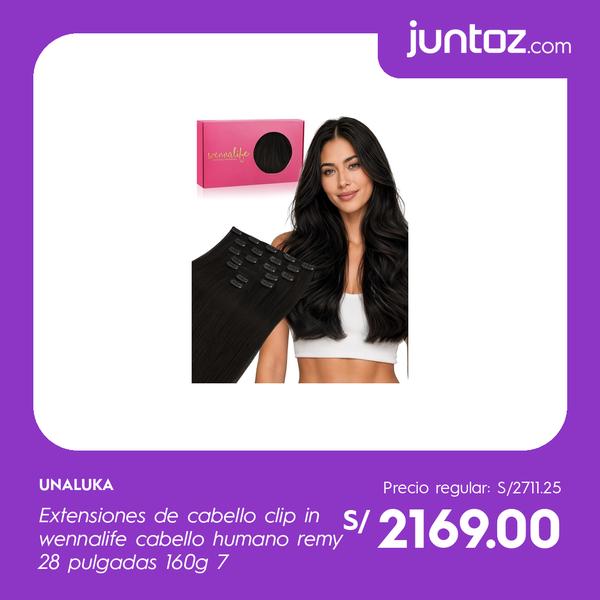 juntoz.com
wennalife
UNALUKA
Precio regular: S/2711.25
Extensiones de cabello clip in
wennalife cabello humano remy
28 pulgadas 160g 7
S/ 2169.00